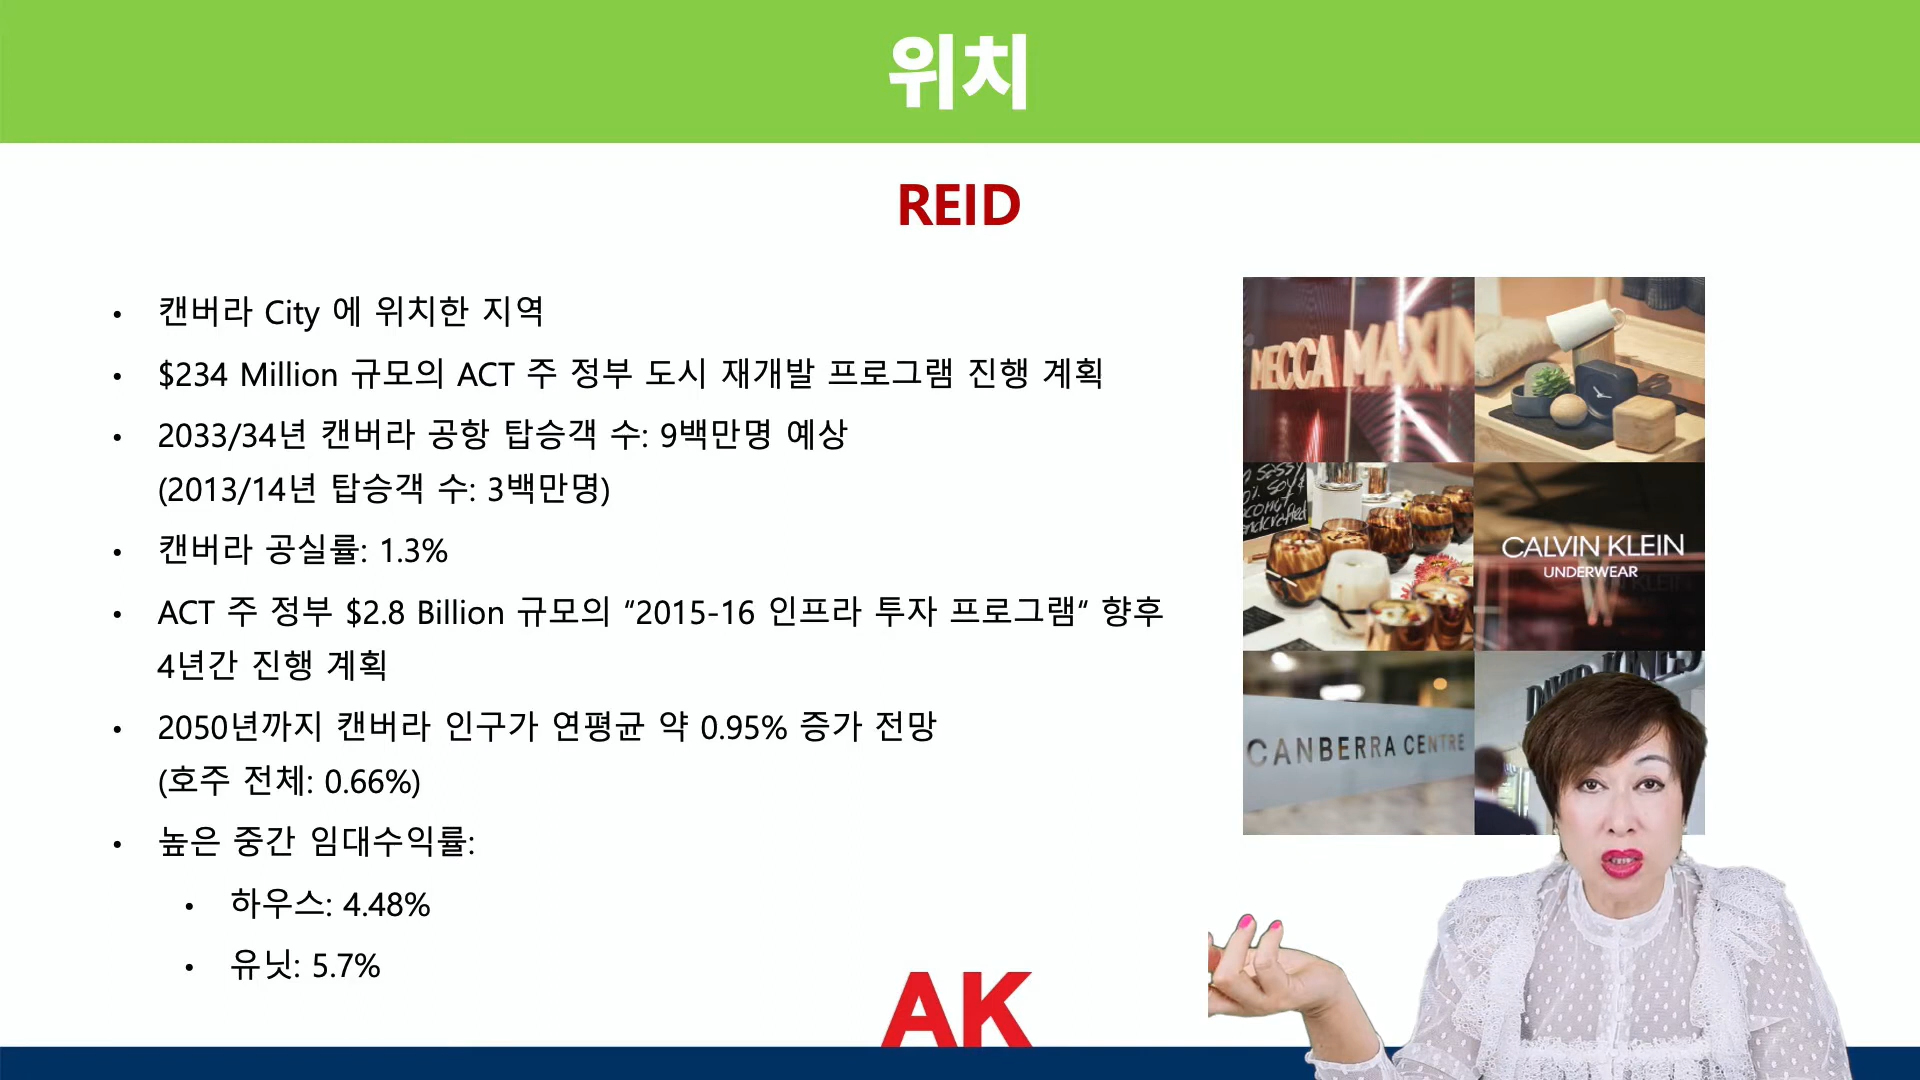 위치
REID
• 캔버라 City 에 위치한 지역
• $234 Million 규모의 ACT 주 정부 도시 재개발 프로그램 진행 계획
• 2033/34년 캔버라 공항 탑승객 수: 9백만명 예상
(2013/14년 탑승객 수: 3백만명)
• 캔버라 공실률: 1.3%
• ACT 주 정부 $2.8 Billion 규모의 “2015-16 인프라 투자 프로그램“ 향후
4년간 진행 계획
• 2050년까지 캔버라 인구가 연평균 약 0.95% 증가 전망
(호주 전체: 0.66%)
• 높은 중간 임대수익률:
• 하우스: 4.48%
• 유닛: 5.7%
MECCA MAXIM
CALVIN KLEIN
UNDERWEAR
CANBERRA CENTRE
AK